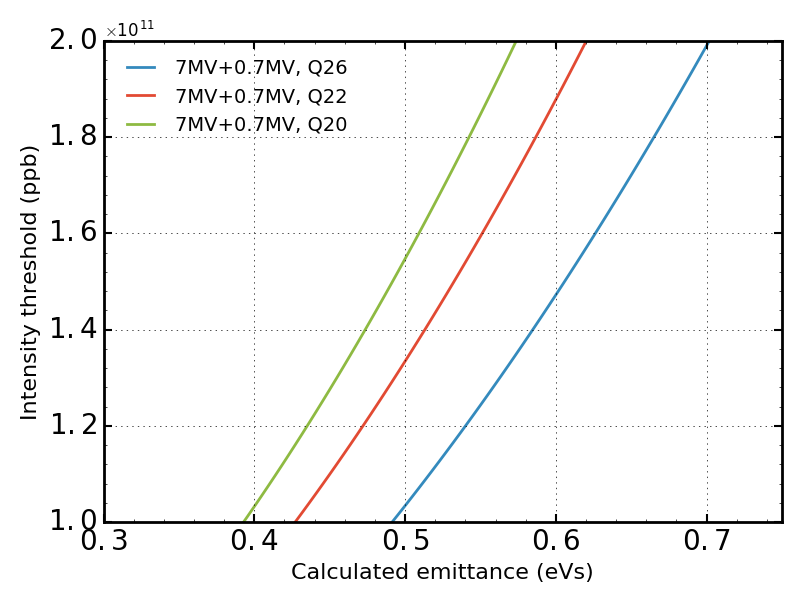 ×10¹¹
2.0
1.8
1.6
1.4
1.2
1.0
Intensity threshold (ppb)
7MV+0.7MV, Q26
7MV+0.7MV, Q22
7MV+0.7MV, Q20
0.3 0.4 0.5 0.6 0.7
Calculated emittance (eVs)